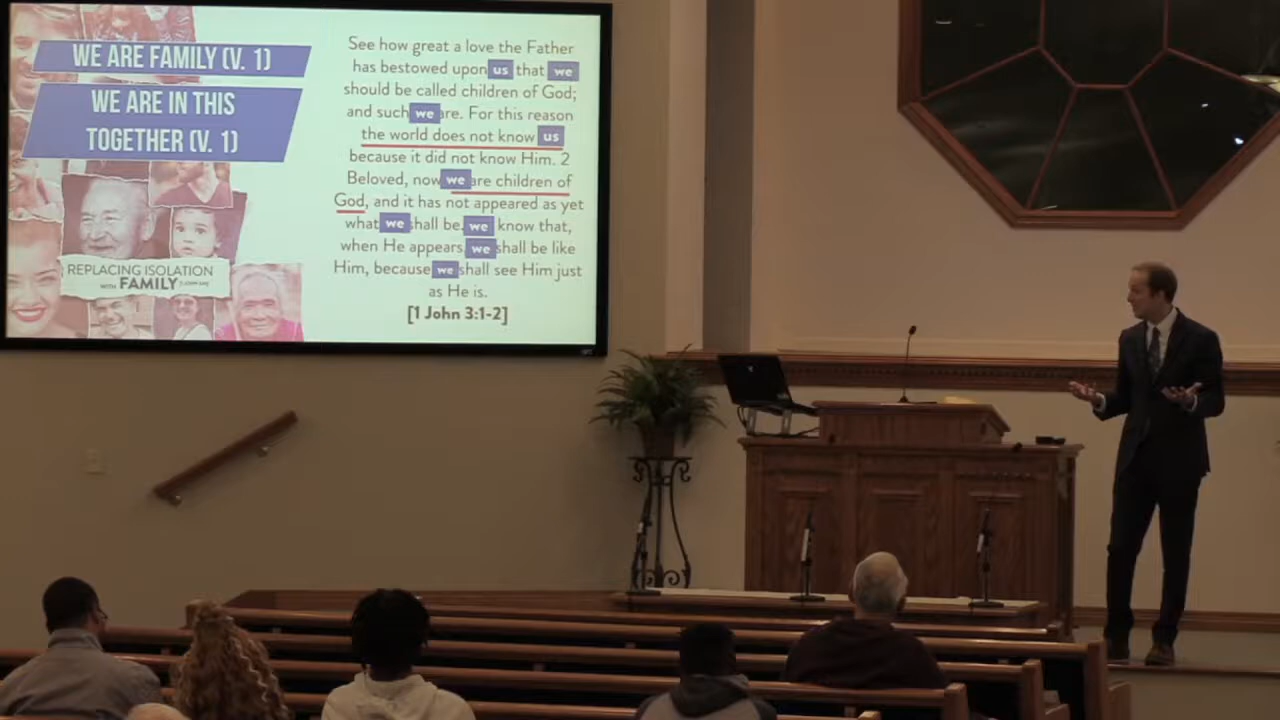 WE ARE FAMILY (V. 1)
WE ARE IN THIS
TOGETHER (V. 1)
REPLACING ISOLATION
WITH FAMILY
See how great a love the Father
has bestowed upon us that we
should be called children of God;
and such we are. For this reason
the world does not know us
because it did not know Him. 2
Beloved, now we are children of
God, and it has not appeared as yet
what we shall be. we know that,
when He appears, we shall be like
Him, because we shall see Him just
as He is.
[1 John 3:1-2]